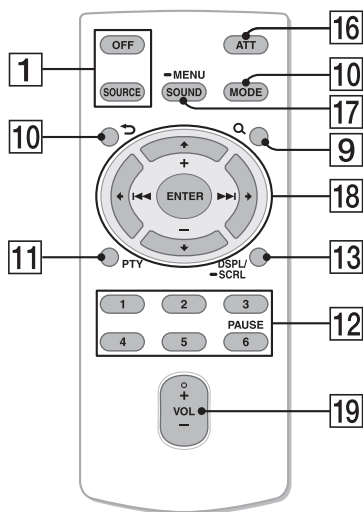 16
OFF
ATT
1
–MENU
10
SOURCE
SOUND
MODE
17
10
9
+
ENTER
18
–
11
PTY
DSPL/
–SCRL
13
1 2 3
PAUSE
12
4 5 6
+
VOL
19
–